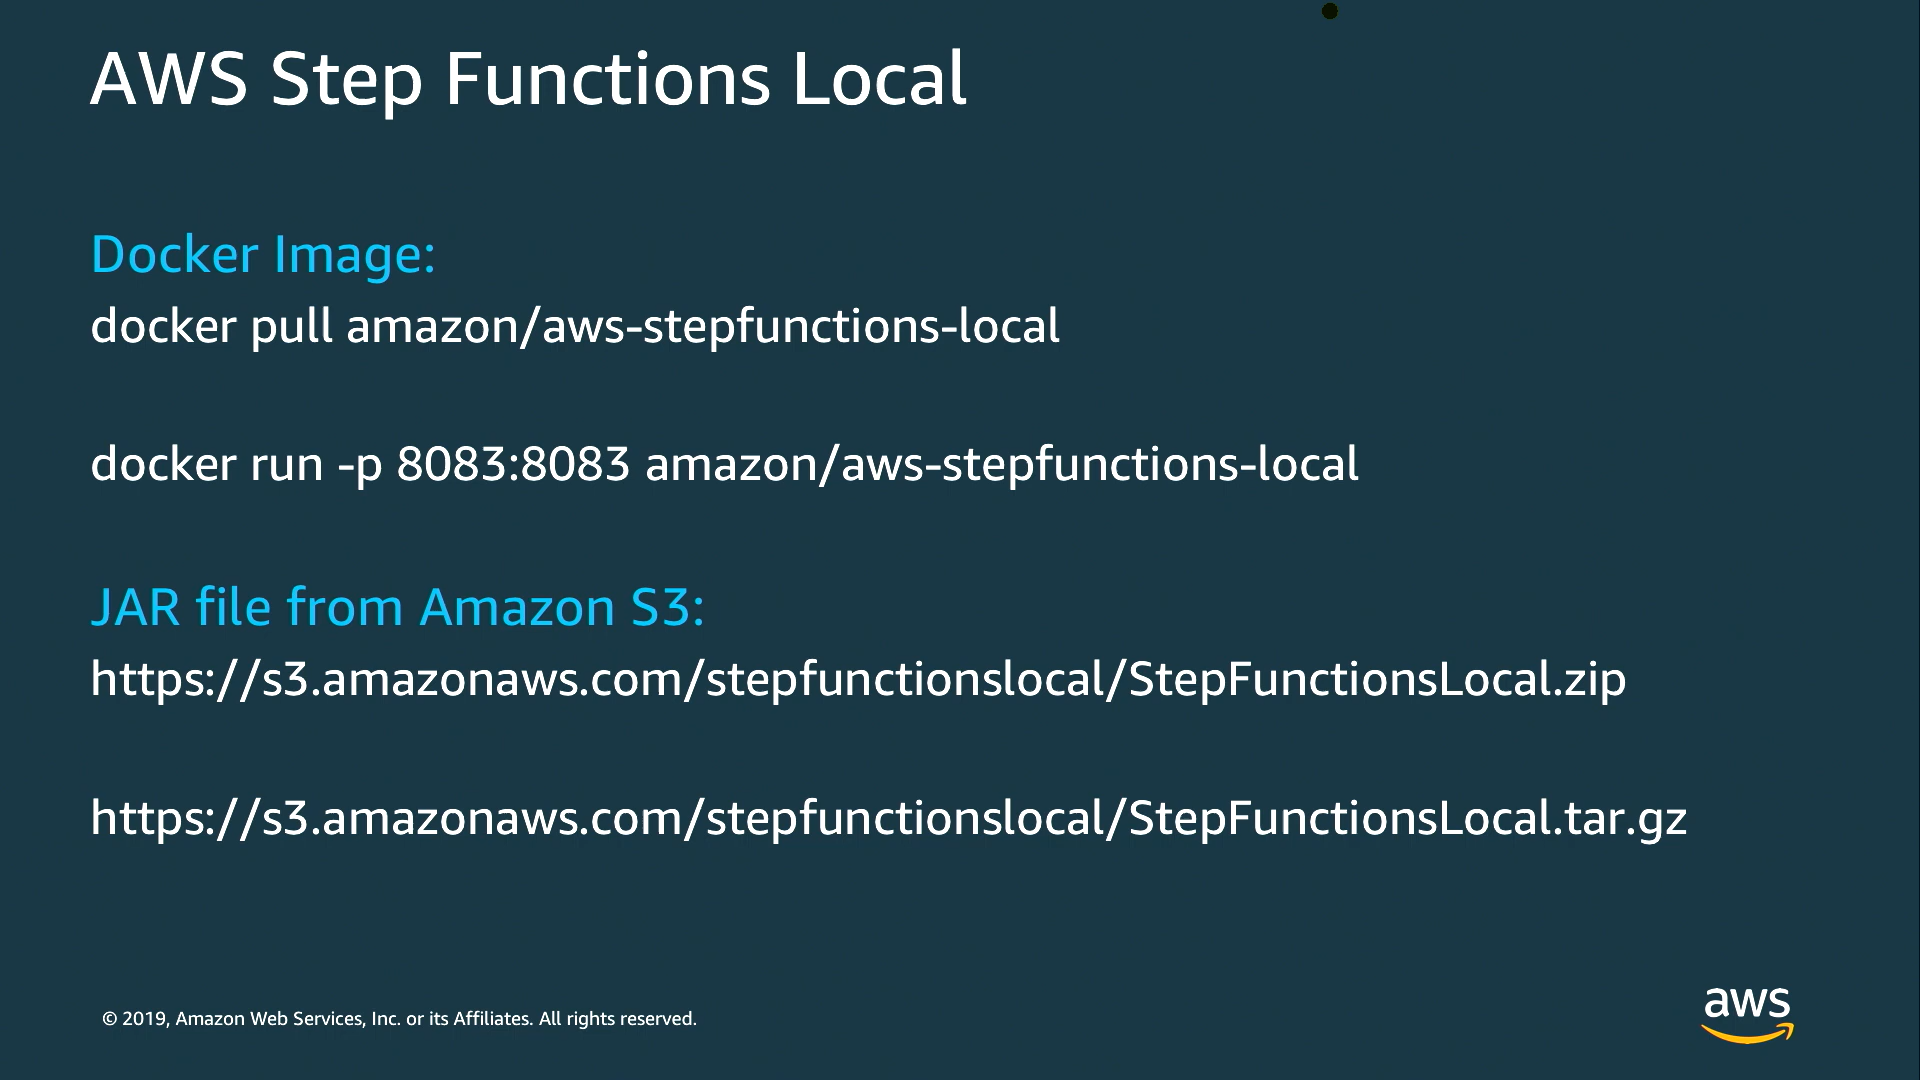 AWS Step Functions Local
Docker Image:
docker pull amazon/aws-stepfunctions-local
docker run -p 8083:8083 amazon/aws-stepfunctions-local
JAR file from Amazon S3:
https://s3.amazonaws.com/stepfunctionslocal/StepFunctionsLocal.zip
https://s3.amazonaws.com/stepfunctionslocal/StepFunctionsLocal.tar.gz
© 2019, Amazon Web Services, Inc. or its Affiliates. All rights reserved.
aws